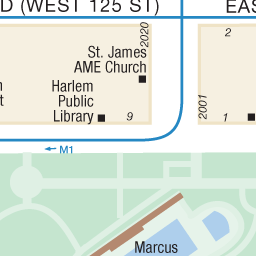 D (WEST 125 ST)
EAS
2020
2
St. James
AME Church
Harlem
Public
Library
9
2001
1
M1
Marcus